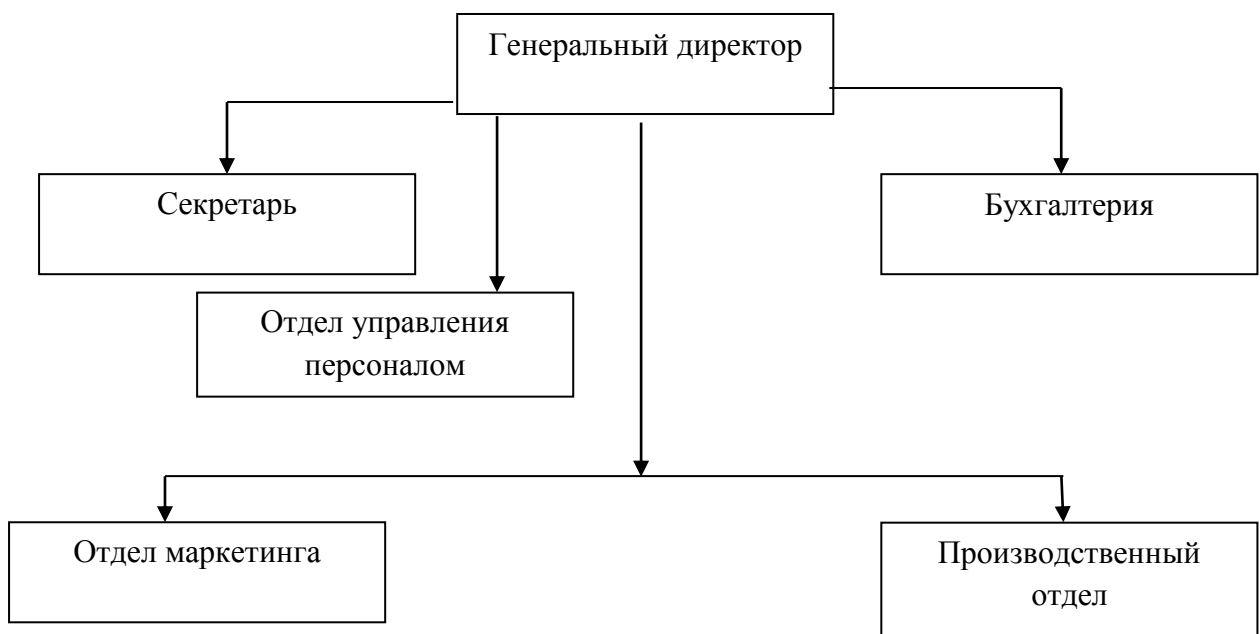 Генеральный директор
Секретарь
Бухгалтерия
Отдел управления
персоналом
Отдел маркетинга
Производственный
отдел